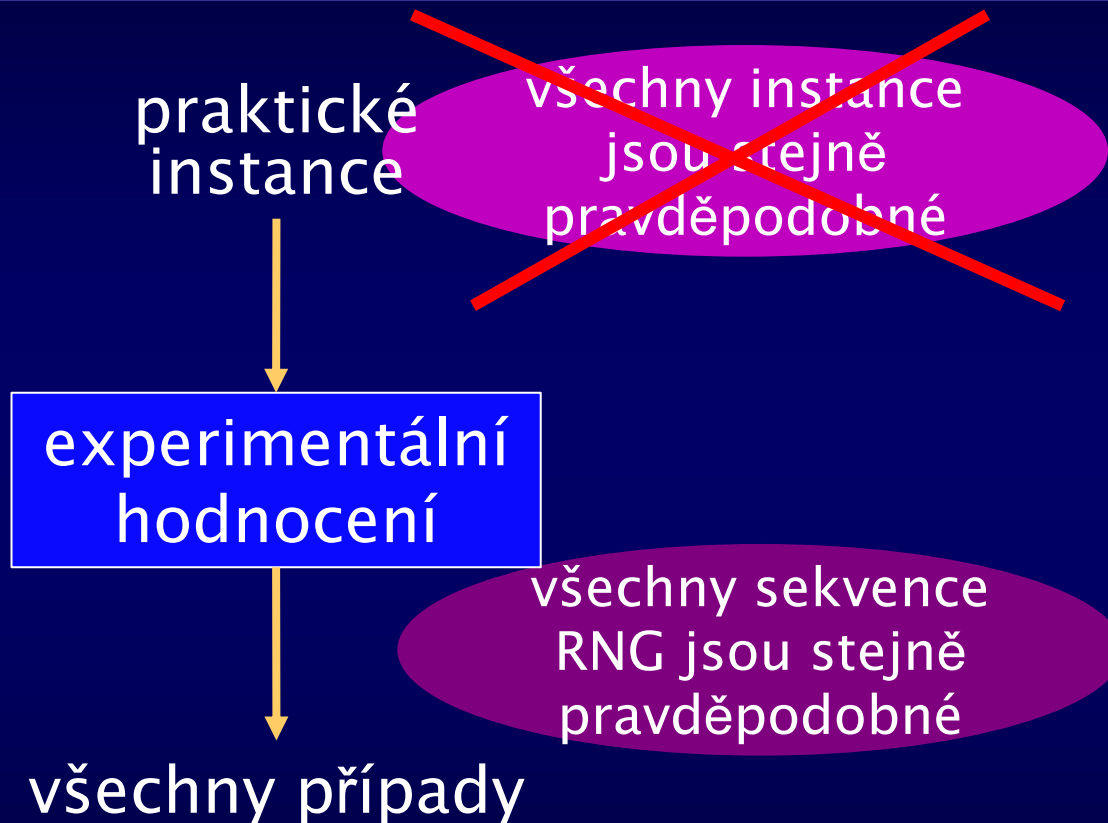 praktické
instance
všechny instance
jsou stejně
pravděpodobné
experimentální
hodnocení
všechny sekvence
RNG jsou stejně
pravděpodobné
všechny případy